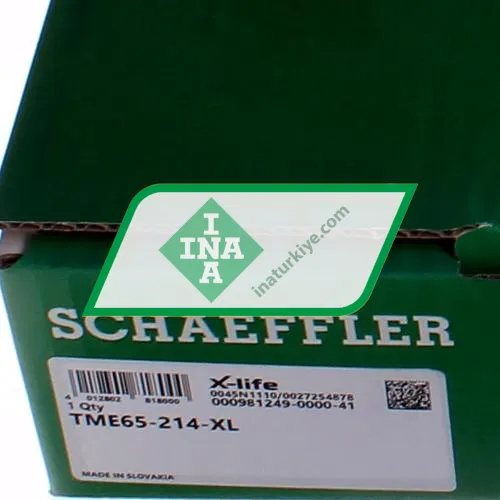 INA
INA
inaturkiye.com
SCHAEFFLER
X-life
0045N1110/0027254878
000981249-0000-41
4 012802 818000
1 Qty
TME65-214-XL
MADE IN SLOVAKIA